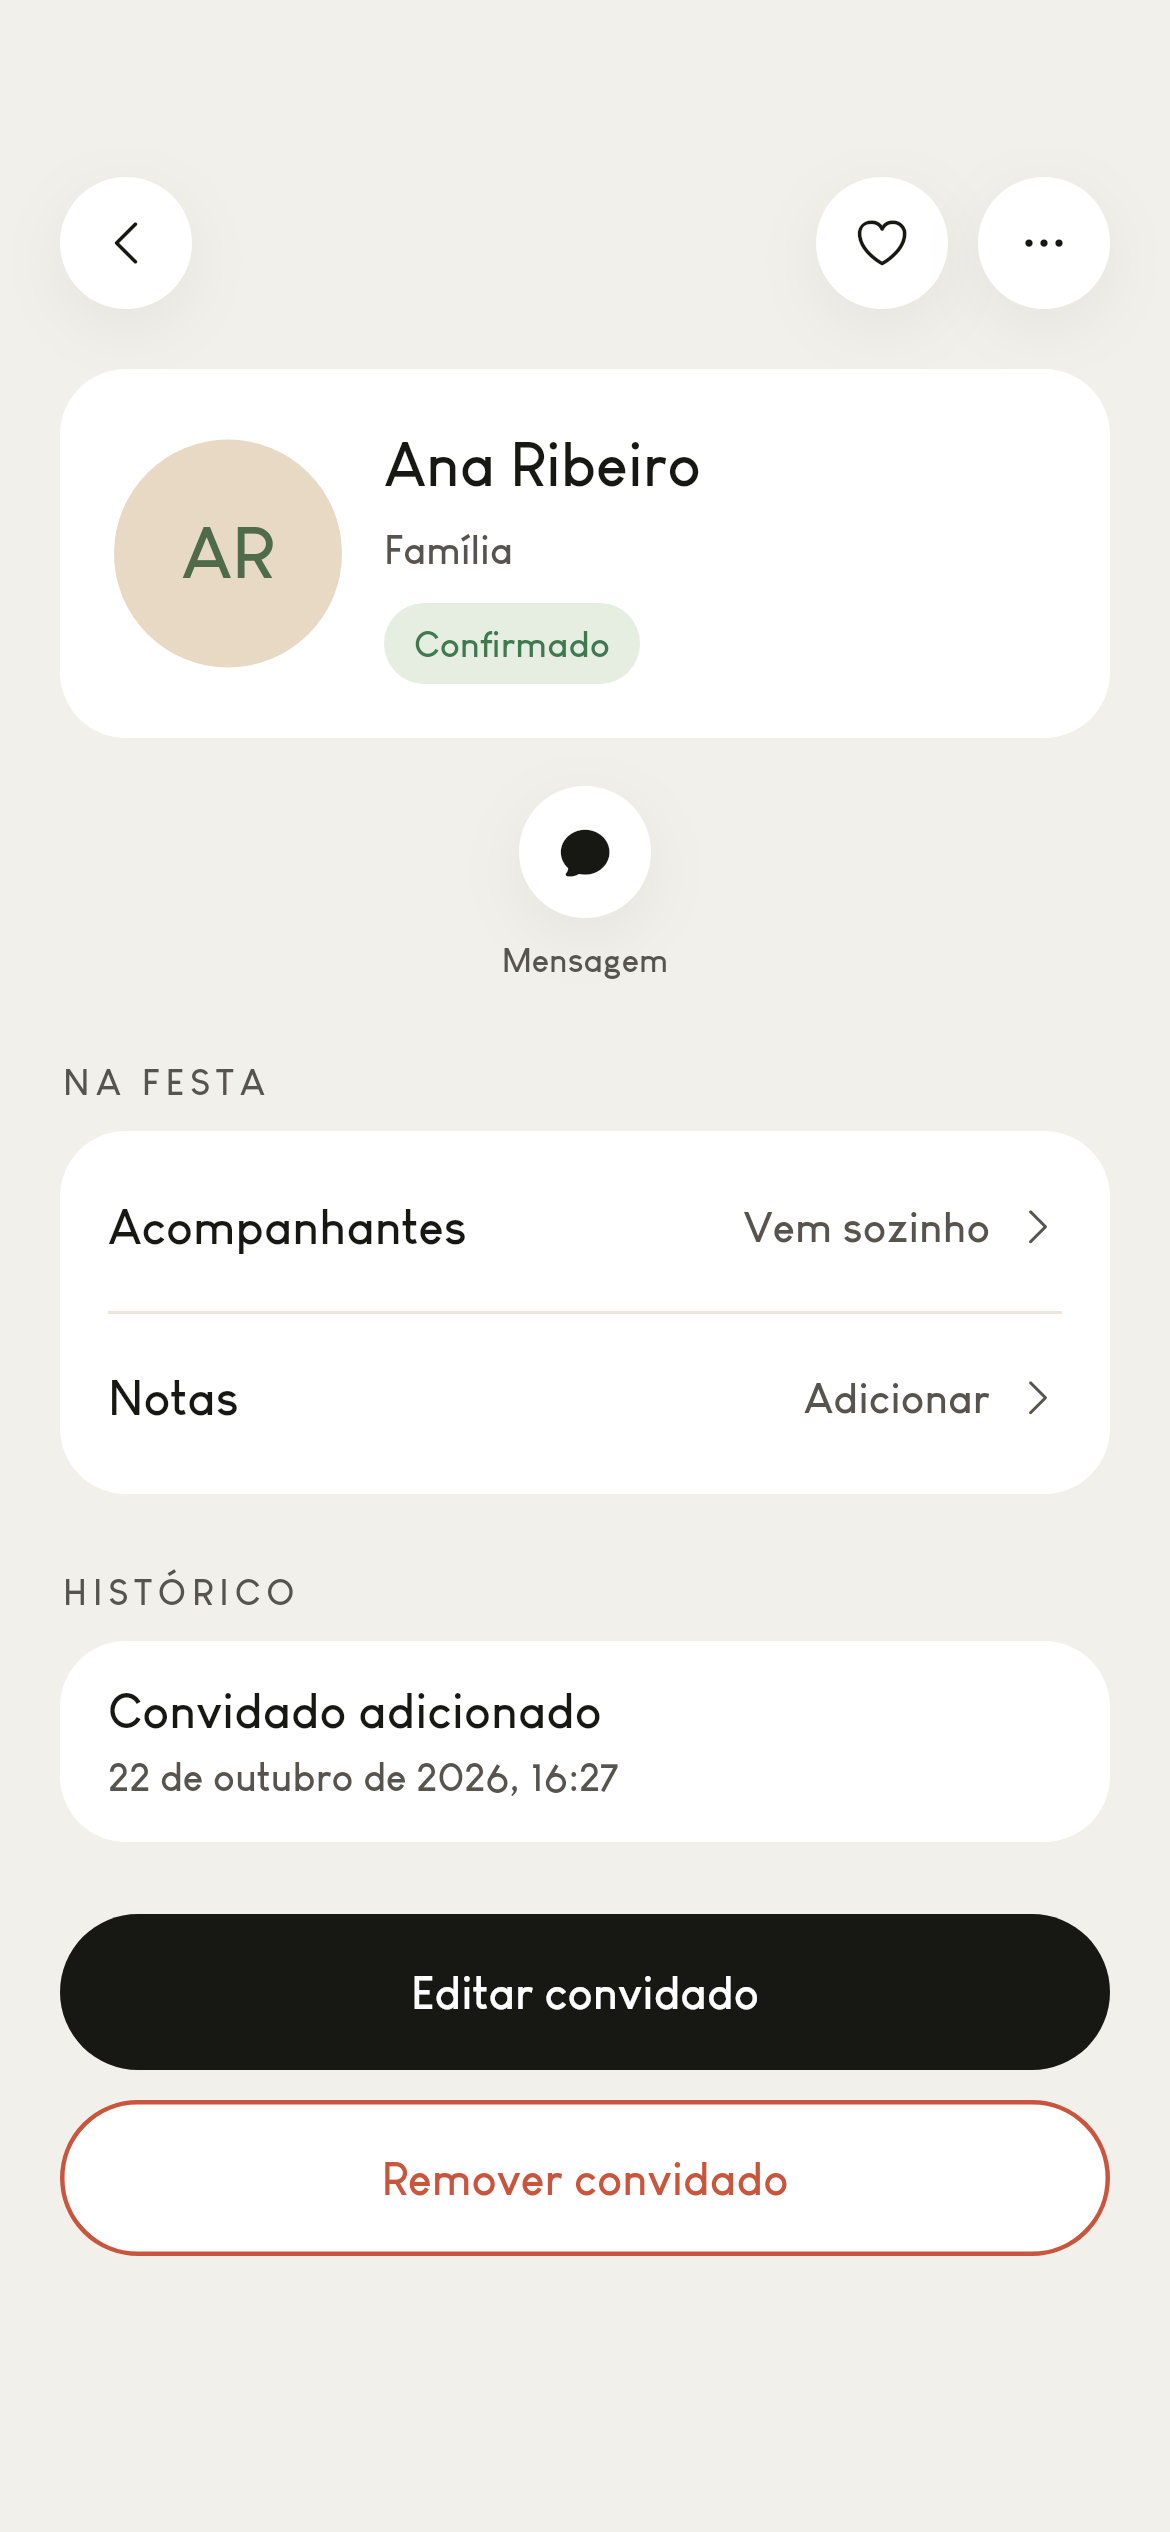 Ana Ribeiro
AR
Família
Confirmado
Mensagem
NA FESTA
Acompanhantes
Vem sozinho
Notas
Adicionar
HISTÓRICO
Convidado adicionado
22 de outubro de 2026, 16:27
Editar convidado
Remover convidado